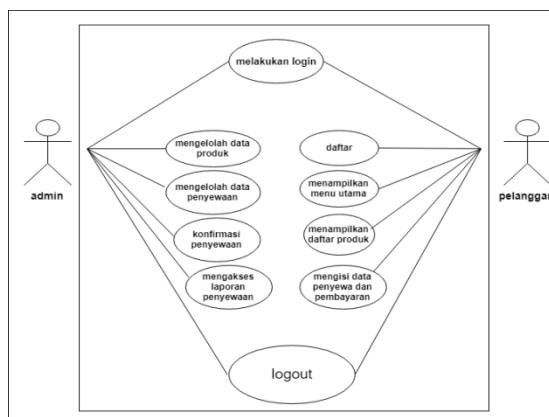 melakukan login
mengelolah data
produk
daftar
mengelolah data
penyewaan
menampilkan
menu utama
admin
pelanggan
konfirmasi
penyewaan
menampilkan
daftar produk
mengakses
laporan
penyewaan
mengisi data
penyewa dan
pembayaran
logout